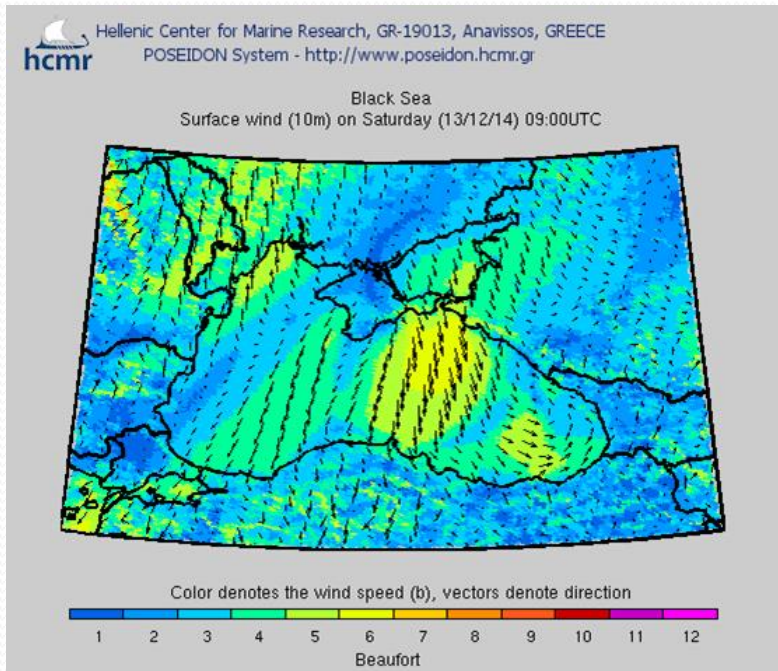 Hellenic Center for Marine Research, GR-19013, Anavissos, GREECE
hcmr
POSEIDON System - http://www.poseidon.hcmr.gr
Black Sea
Surface wind (10m) on Saturday (13/12/14) 09:00UTC
Color denotes the wind speed (b), vectors denote direction
1 2 3 4 5 6 7 8 9 10 11 12
Beaufort